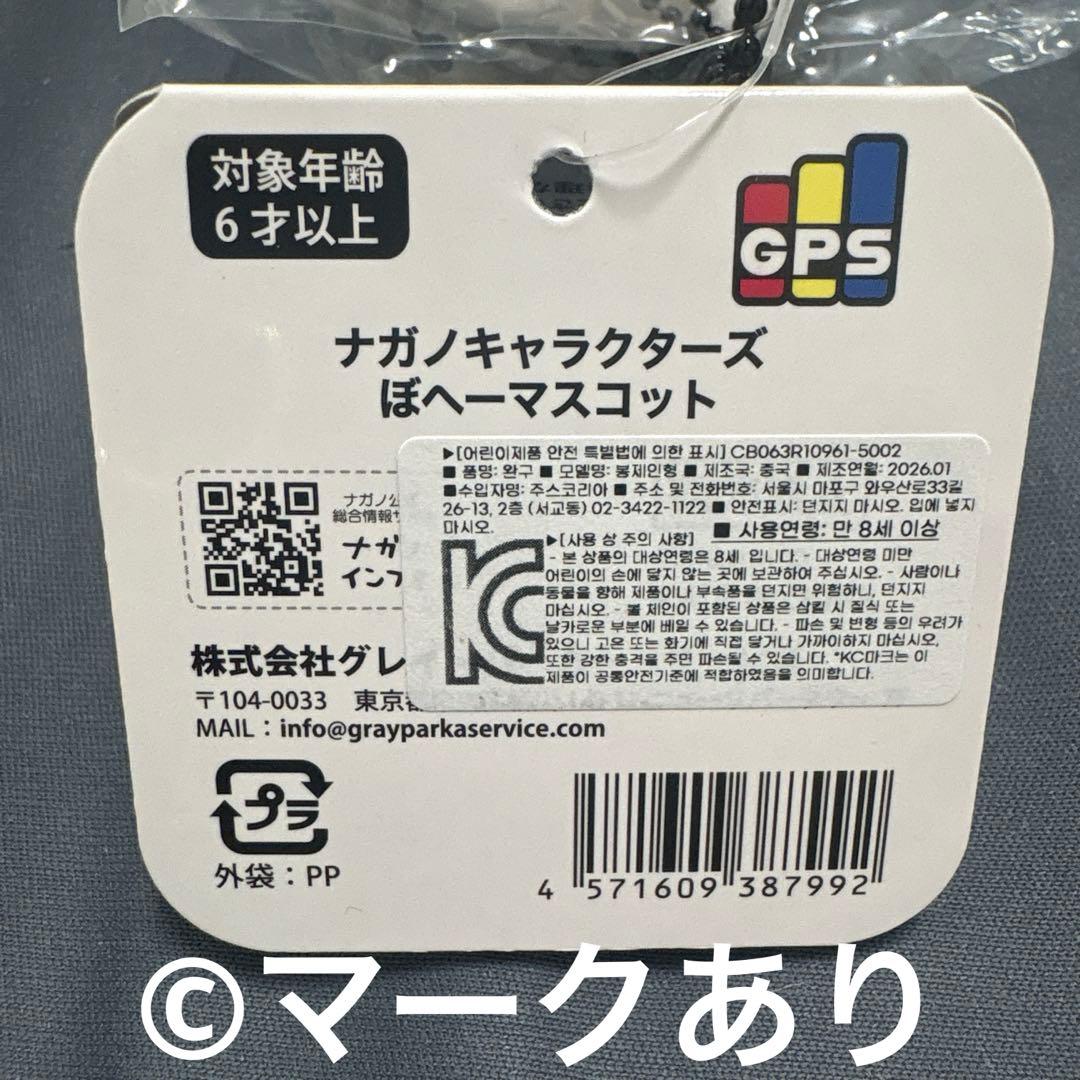 対象年齢
6才以上
GPS
ナガノキャラクターズ
ぼへーマスコット
▶[어린이제품 안전 특별법에 의한 표시] CB063R10961-5002
■ 품명: 완구 ■ 모델명: 봉제인형 ■ 제조국: 중국 ■ 제조연월: 2026.01
■수입자명: 주스코리아 ■ 주소 및 전화번호: 서울시 마포구 와우산로33길
26-13, 2층 (서교동) 02-3422-1122 ■ 안전표시: 던지지 마시오. 입에 넣지
마시오.
■ 사용연령: 만 8세 이상
▶[사용 상 주의 사항]
- 본 상품의 대상연령은 8세 입니다. - 대상연령 미만
어린이의 손에 닿지 않는 곳에 보관하여 주십시오. - 사람이나
동물을 향해 제품이나 부속품을 던지면 위험하니, 던지지
마십시오. - 볼 체인이 포함된 상품은 삼킬 시 질식 또는
날카로운 부분에 베일 수 있습니다. - 파손 및 변형 등의 우려가
있으니 고온 또는 화기에 직접 닿거나 가까이하지 마십시오.
또한 강한 충격을 주면 파손될 수 있습니다. *KC마크는 이
제품이 공통안전기준에 적합하였음을 의미합니다.
KC
ナガノ公
総合情報サ
ナガ
インフ
株式会社グレ
〒104-0033 東京都
MAIL：info@grayparkaservice.com
プラ
外袋：PP
4 571609 387992
©マークあり